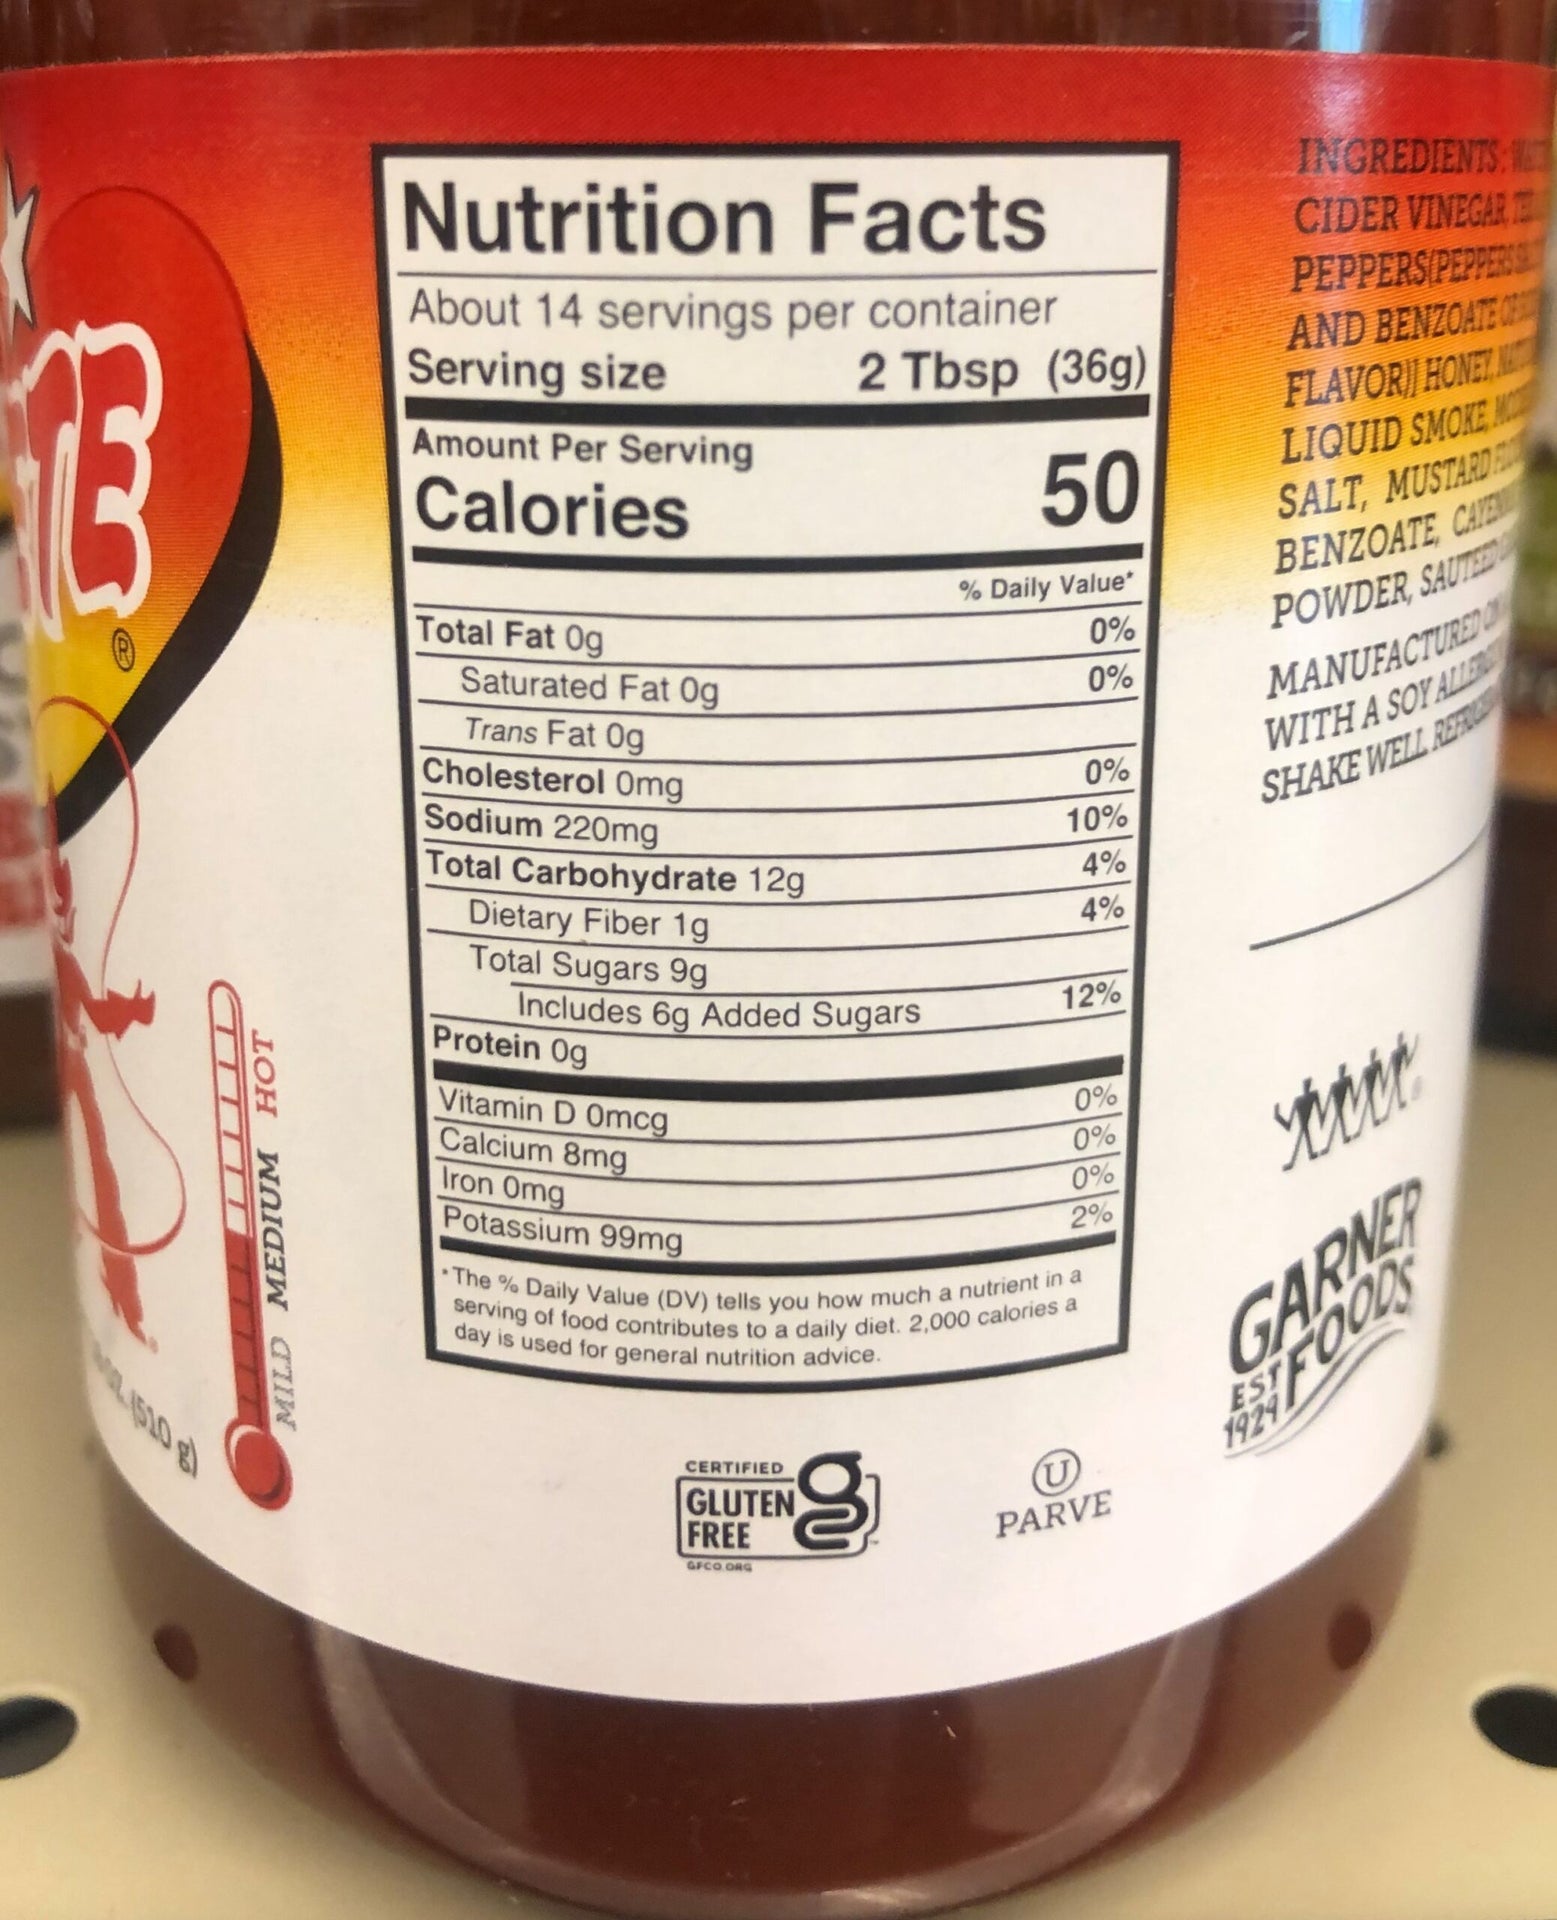 TE
®
MILD MEDIUM HOT
OZ. (510 g)
Nutrition Facts
About 14 servings per container
Serving size 2 Tbsp (36g)
Amount Per Serving
Calories 50
% Daily Value*
Total Fat 0g 0%
Saturated Fat 0g 0%
Trans Fat 0g
Cholesterol 0mg 0%
Sodium 220mg 10%
Total Carbohydrate 12g 4%
Dietary Fiber 1g 4%
Total Sugars 9g
Includes 6g Added Sugars 12%
Protein 0g
Vitamin D 0mcg 0%
Calcium 8mg 0%
Iron 0mg 0%
Potassium 99mg 2%
*The % Daily Value (DV) tells you how much a nutrient in a
serving of food contributes to a daily diet. 2,000 calories a
day is used for general nutrition advice.
CERTIFIED
GLUTEN
FREE
GFCO.ORG
U
PARVE
INGREDIENTS:
CIDER VINEGAR,
PEPPERS(PEPPERS
AND BENZOATE
FLAVOR)] HONEY,
LIQUID SMOKE,
SALT, MUSTARD
BENZOATE,
POWDER, SAUTEED
MANUFACTURED ON
WITH A SOY
SHAKE WELL.
GARNER
FOODS
EST
1929